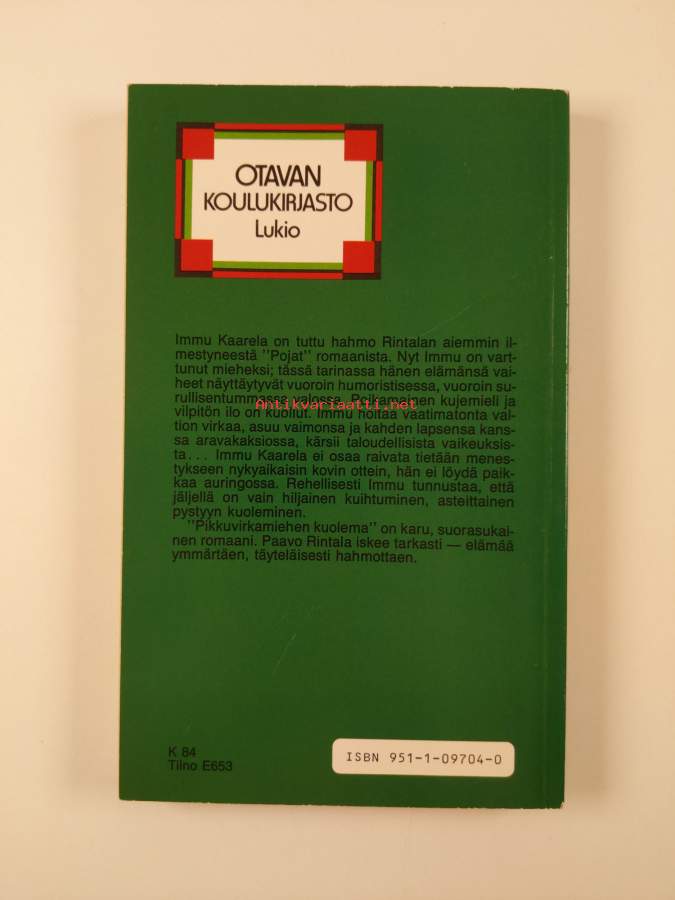 OTAVAN
KOULUKIRJASTO
Lukio
Immu Kaarela on tuttu hahmo Rintalan aiemmin il-
mestyneestä "Pojat" romaanista. Nyt Immu on vart-
tunut mieheksi; tässä tarinassa hänen elämänsä vai-
heet näyttäytyvät vuoroin humoristisessa, vuoroin su-
rullisentummassa valossa. Poikamainen kujemieli ja
Antikvariaatti.net
vilpitön ilo on kuollut. Immu hoitaa vaatimatonta val-
tion virkaa, asuu vaimonsa ja kahden lapsensa kans-
sa aravakaksiossa, kärsii taloudellisista vaikeuksis-
ta... Immu Kaarela ei osaa raivata tietään menes-
tykseen nykyaikaisin kovin ottein, hän ei löydä paik-
kaa auringossa. Rehellisesti Immu tunnustaa, että
jäljellä on vain hiljainen kuihtuminen, asteittainen
pystyyn kuoleminen.
"Pikkuvirkamiehen kuolema" on karu, suorasukai-
nen romaani. Paavo Rintala iskee tarkasti — elämää
ymmärtäen, täyteläisesti hahmottaen.
K 84
Tilno E653
ISBN 951-1-09704-0